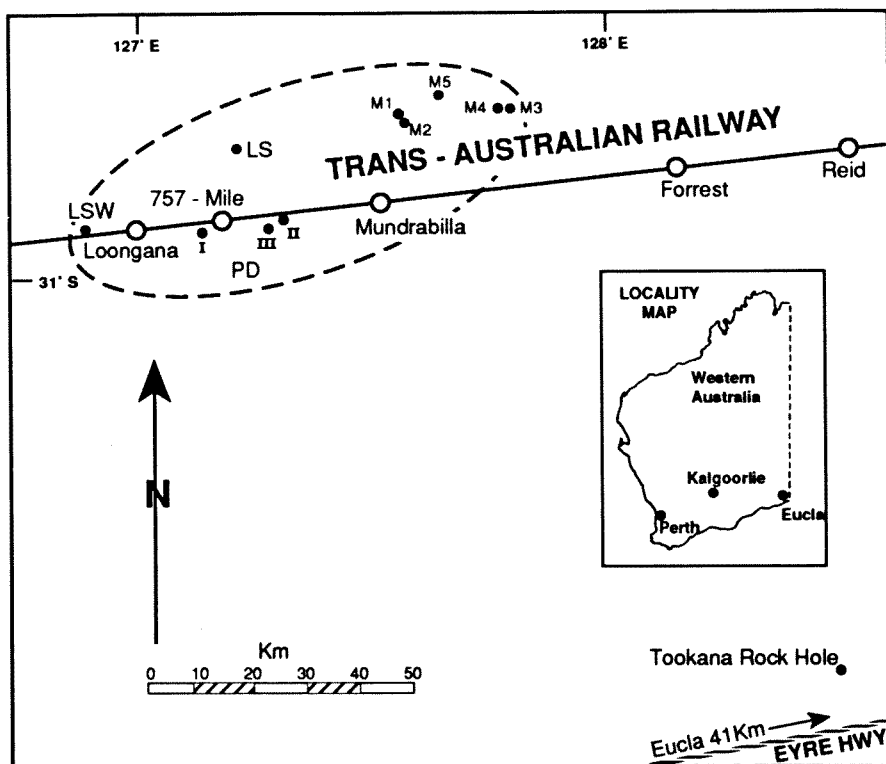 127° E
128° E
M5
M1
M4
M3
M2
LS
TRANS - AUSTRALIAN RAILWAY
757 - Mile
LSW
Loongana
I
III
II
Mundrabilla
Forrest
Reid
PD
31° S
N
LOCALITY
MAP
Western
Australia
Kalgoorlie
Perth
Eucla
Km
0 10 20 30 40 50
Tookana Rock Hole
Eucla 41Km
EYRE HWY